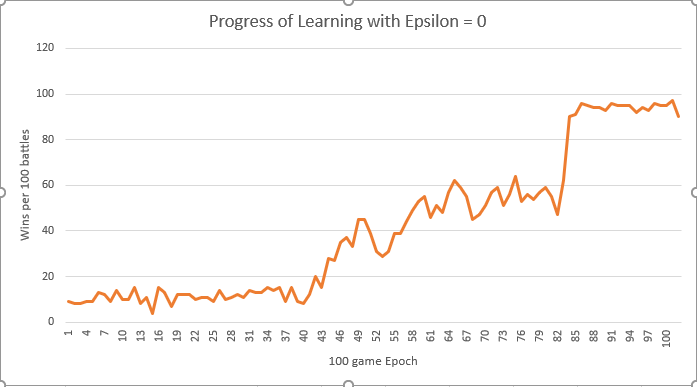 Progress of Learning with Epsilon = 0
Wins per 100 battles
120
100
80
60
40
20
0
1 4 7 10 13 16 19 22 25 28 31 34 37 40 43 46 49 52 55 58 61 64 67 70 73 76 79 82 85 88 91 94 97 100
100 game Epoch